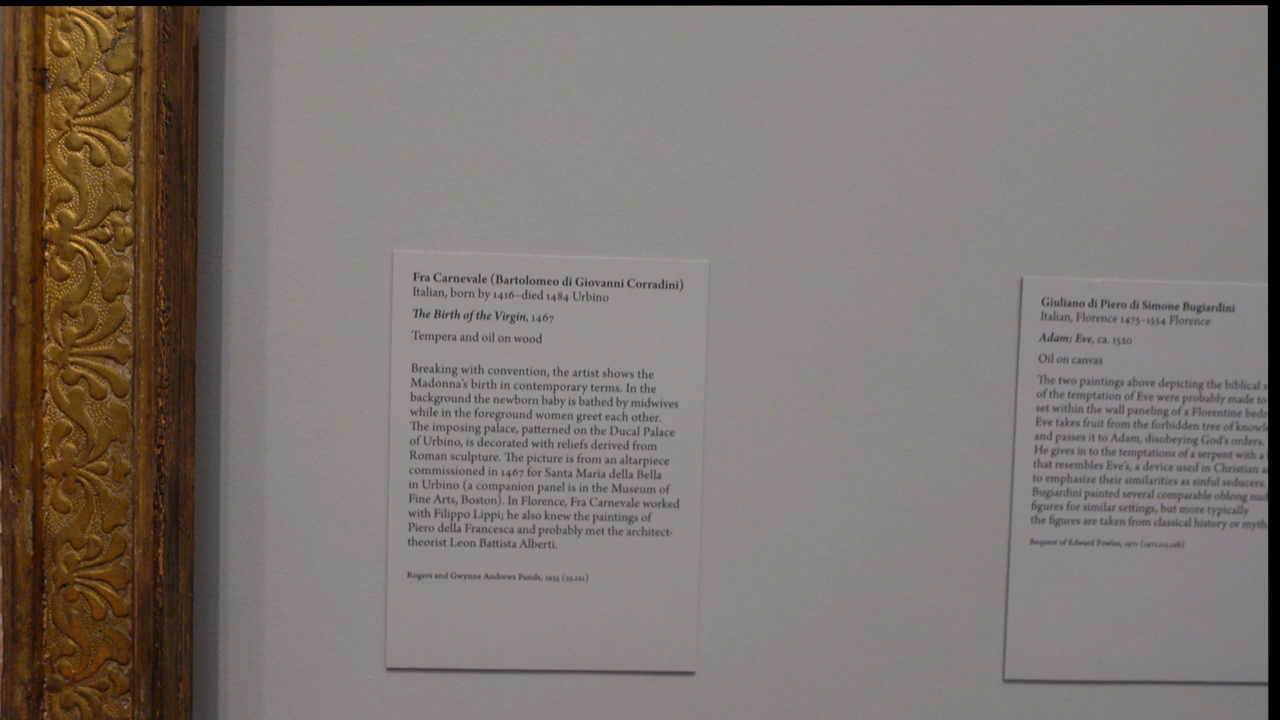 Fra Carnevale (Bartolomeo di Giovanni Corradini)
Italian, born by 1416–died 1484 Urbino
The Birth of the Virgin, 1467
Tempera and oil on wood
Breaking with convention, the artist shows the
Madonna's birth in contemporary terms. In the
background the newborn baby is bathed by midwives
while in the foreground women greet each other.
The imposing palace, patterned on the Ducal Palace
of Urbino, is decorated with reliefs derived from
Roman sculpture. The picture is from an altarpiece
commissioned in 1467 for Santa Maria della Bella
in Urbino (a companion panel is in the Museum of
Fine Arts, Boston). In Florence, Fra Carnevale worked
with Filippo Lippi; he also knew the paintings of
Piero della Francesca and probably met the architect-
theorist Leon Battista Alberti.
Rogers and Gwynne Andrews Funds, 1935 (35.121)
Giuliano di Piero di Simone Bugiardini
Italian, Florence 1475–1554 Florence
Adam; Eve, ca. 1520
Oil on canvas
The two paintings above depicting the biblical
of the temptation of Eve were probably made to
set within the wall paneling of a Florentine
Eve takes fruit from the forbidden tree of
and passes it to Adam, disobeying God's orders.
He gives in to the temptations of a serpent with a
that resembles Eve's, a device used in Christian
to emphasize their similarities as sinful seducers.
Bugiardini painted several comparable oblong
figures for similar settings, but more typically
the figures are taken from classical history or
Bequest of Edward Fowles, 1971